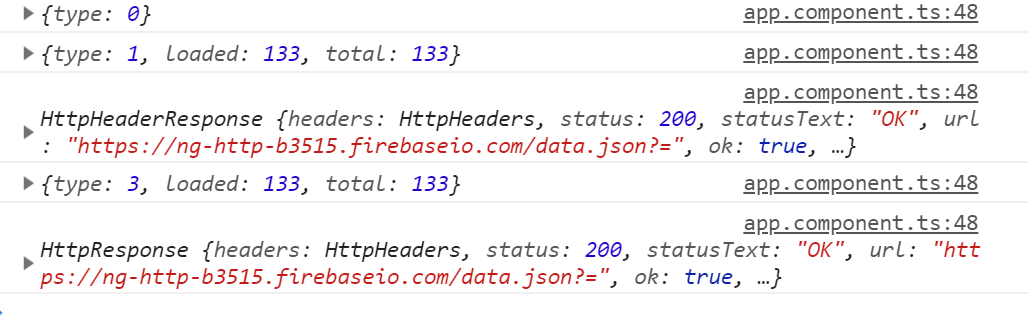 {type: 0} app.component.ts:48
{type: 1, loaded: 133, total: 133} app.component.ts:48
app.component.ts:48
HttpHeaderResponse {headers: HttpHeaders, status: 200, statusText: "OK", url
: "https://ng-http-b3515.firebaseio.com/data.json?=", ok: true, …}
{type: 3, loaded: 133, total: 133} app.component.ts:48
app.component.ts:48
HttpResponse {headers: HttpHeaders, status: 200, statusText: "OK", url: "htt
ps://ng-http-b3515.firebaseio.com/data.json?=", ok: true, …}